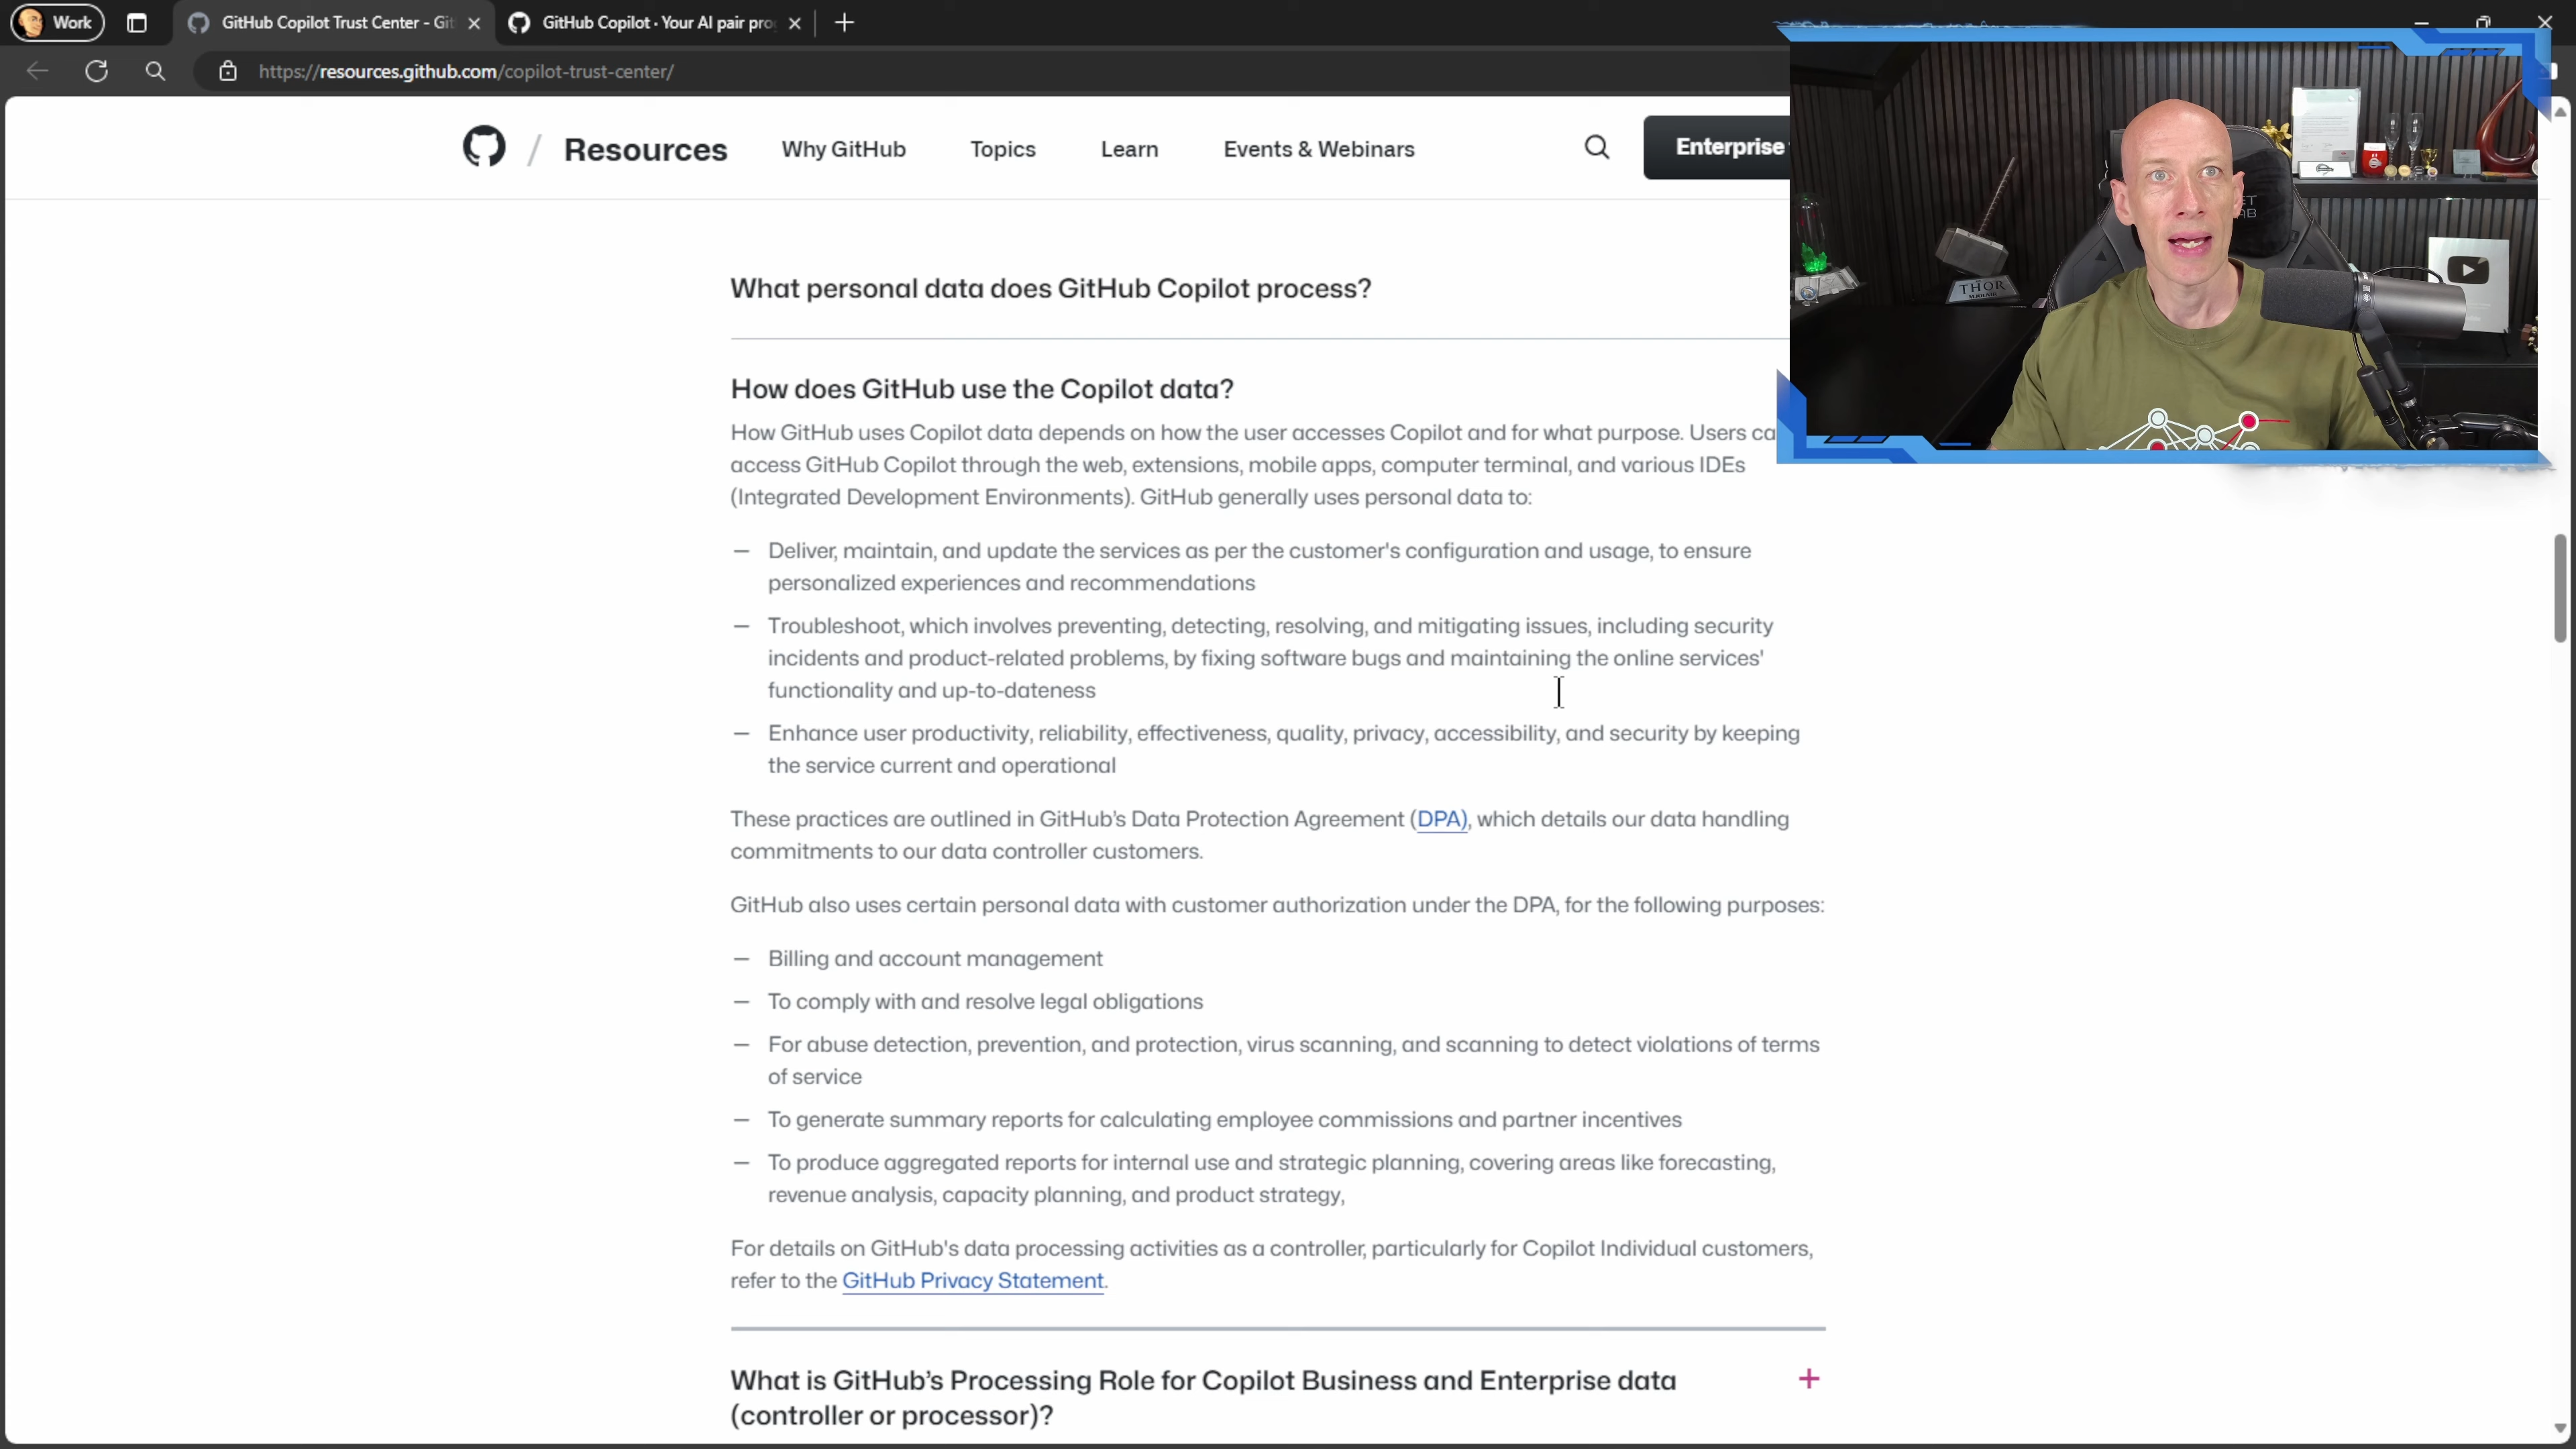 Work
GitHub Copilot Trust Center - Git
GitHub Copilot · Your AI pair pro
https://resources.github.com/copilot-trust-center/
/ Resources
Why GitHub
Topics
Learn
Events & Webinars
Enterprise
THOR
What personal data does GitHub Copilot process?
How does GitHub use the Copilot data?
How GitHub uses Copilot data depends on how the user accesses Copilot and for what purpose. Users ca
access GitHub Copilot through the web, extensions, mobile apps, computer terminal, and various IDEs
(Integrated Development Environments). GitHub generally uses personal data to:
— Deliver, maintain, and update the services as per the customer's configuration and usage, to ensure
personalized experiences and recommendations
— Troubleshoot, which involves preventing, detecting, resolving, and mitigating issues, including security
incidents and product-related problems, by fixing software bugs and maintaining the online services'
functionality and up-to-dateness
— Enhance user productivity, reliability, effectiveness, quality, privacy, accessibility, and security by keeping
the service current and operational
These practices are outlined in GitHub’s Data Protection Agreement (DPA), which details our data handling
commitments to our data controller customers.
GitHub also uses certain personal data with customer authorization under the DPA, for the following purposes:
— Billing and account management
— To comply with and resolve legal obligations
— For abuse detection, prevention, and protection, virus scanning, and scanning to detect violations of terms
of service
— To generate summary reports for calculating employee commissions and partner incentives
— To produce aggregated reports for internal use and strategic planning, covering areas like forecasting,
revenue analysis, capacity planning, and product strategy,
For details on GitHub's data processing activities as a controller, particularly for Copilot Individual customers,
refer to the GitHub Privacy Statement.
What is GitHub’s Processing Role for Copilot Business and Enterprise data
(controller or processor)?